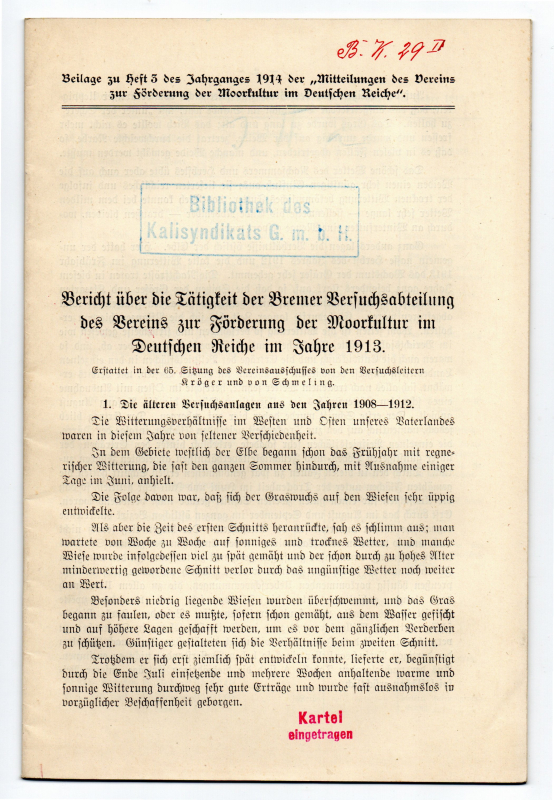 B. K. 29 II
Beilage zu Heft 3 des Jahrganges 1914 der „Mitteilungen des Vereins
zur Förderung der Moorkultur im Deutschen Reiche“.
Bibliothek des
Kalisyndikats G. m. b. H.
Bericht über die Tätigkeit der Bremer Versuchsabteilung
des Vereins zur Förderung der Moorkultur im
Deutschen Reiche im Jahre 1913.
Erstattet in der 65. Sitzung des Vereinsausschusses von den Versuchsleitern
Kröger und von Schmeling.
1. Die älteren Versuchsanlagen aus den Jahren 1908—1912.
Die Witterungsverhältnisse im Westen und Osten unseres Vaterlandes
waren in diesem Jahre von seltener Verschiedenheit.
In dem Gebiete westlich der Elbe begann schon das Frühjahr mit regne-
rischer Witterung, die fast den ganzen Sommer hindurch, mit Ausnahme einiger
Tage im Juni, anhielt.
Die Folge davon war, daß sich der Graswuchs auf den Wiesen sehr üppig
entwickelte.
Als aber die Zeit des ersten Schnitts heranrückte, sah es schlimm aus; man
wartete von Woche zu Woche auf sonniges und trocknes Wetter, und manche
Wiese wurde infolgedessen viel zu spät gemäht und der schon durch zu hohes Alter
minderwertig gewordene Schnitt verlor durch das ungünstige Wetter noch weiter
an Wert.
Besonders niedrig liegende Wiesen wurden überschwemmt, und das Gras
begann zu faulen, oder es mußte, sofern schon gemäht, aus dem Wasser gefischt
und auf höhere Lagen geschafft werden, um es vor dem gänzlichen Verderben
zu schützen. Günstiger gestalteten sich die Verhältnisse beim zweiten Schnitt.
Trotzdem er sich erst ziemlich spät entwickeln konnte, lieferte er, begünstigt
durch die Ende Juli einsetzende und mehrere Wochen anhaltende warme und
sonnige Witterung durchweg sehr gute Erträge und wurde fast ausnahmslos in
vorzüglicher Beschaffenheit geborgen.
Kartei
eingetragen